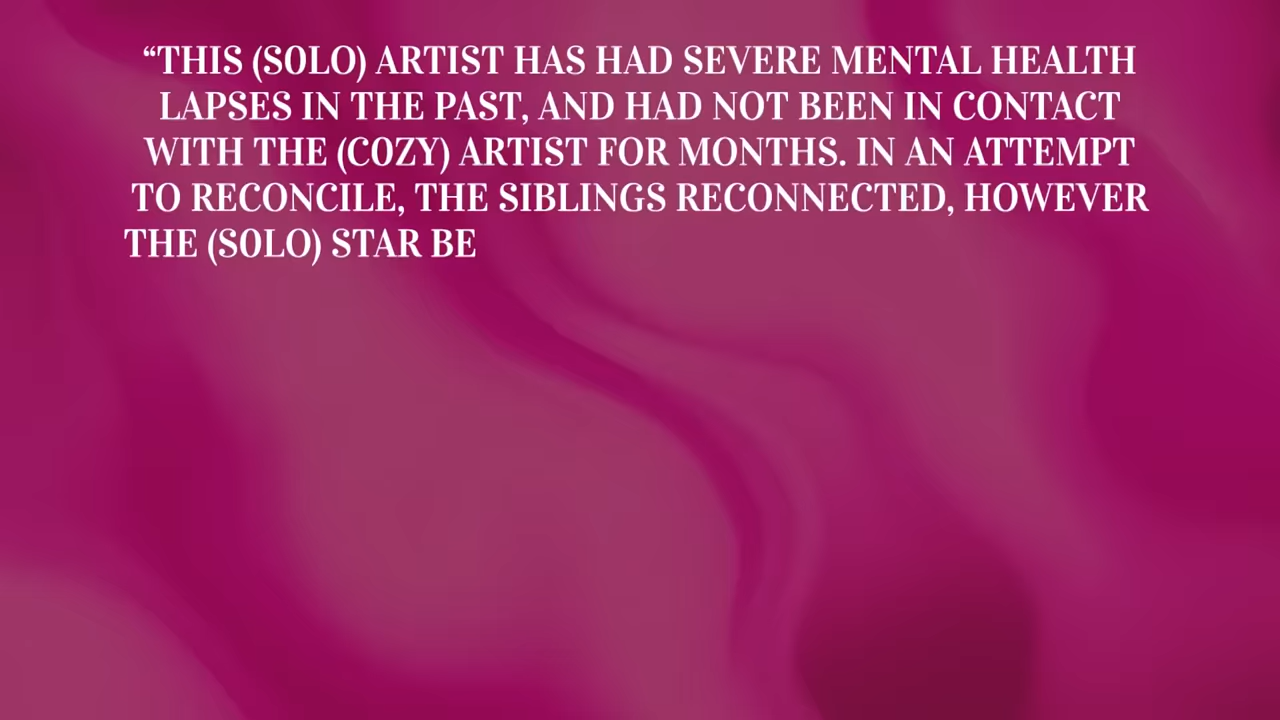 “THIS (SOLO) ARTIST HAS HAD SEVERE MENTAL HEALTH
LAPSES IN THE PAST, AND HAD NOT BEEN IN CONTACT
WITH THE (COZY) ARTIST FOR MONTHS. IN AN ATTEMPT
TO RECONCILE, THE SIBLINGS RECONNECTED, HOWEVER
THE (SOLO) STAR BE